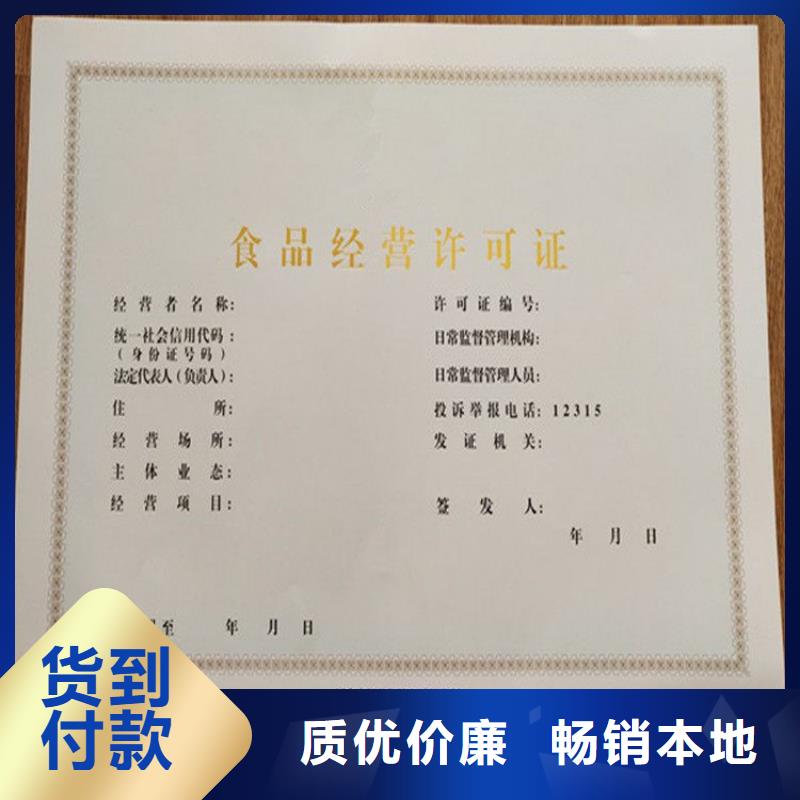 食品经营许可证
经营者名称:
许可证编号:
统一社会信用代码:
(身份证号码)
日常监督管理机构:
法定代表人(负责人):
日常监督管理人员:
住所:
投诉举报电话:12315
经营场所:
发证机关:
主体业态:
经营项目:
签发人:
年 月 日
至 年 月 日
货到
付款
质优价廉 畅销本地